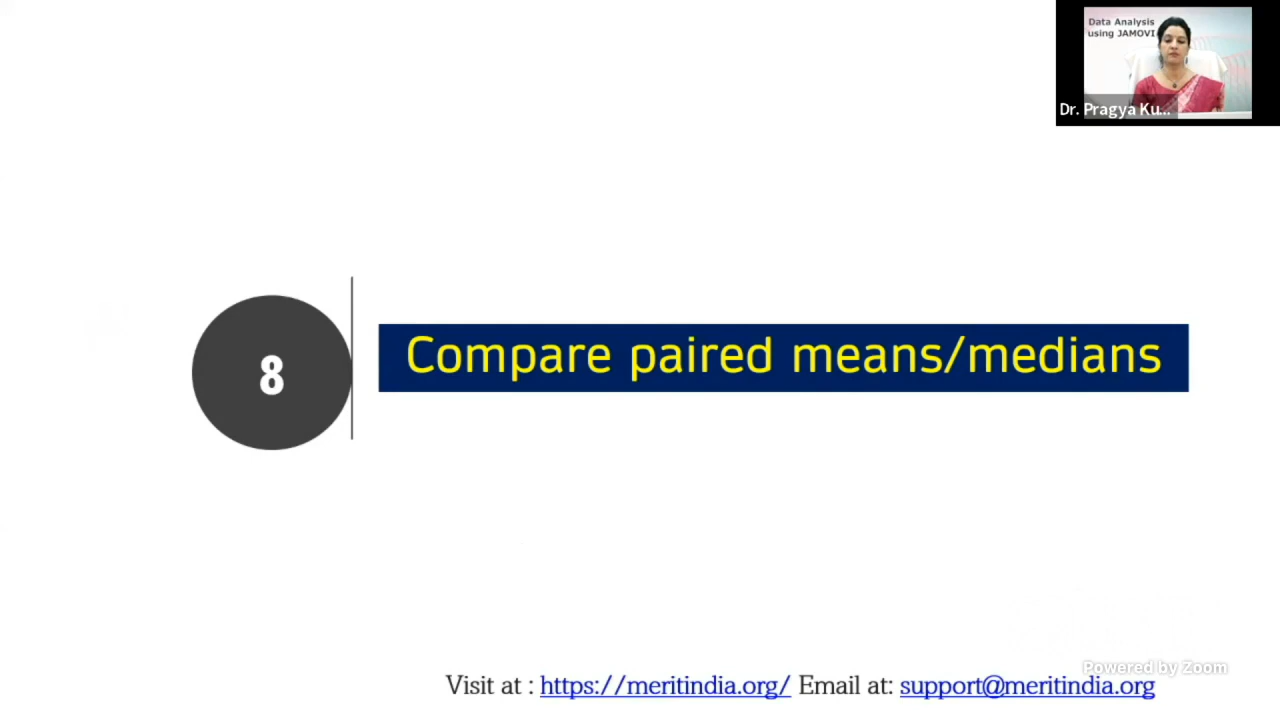 Data Analysis
using JAMOVI
Dr. Pragya Ku...
8
Compare paired means/medians
Powered by Zoom
Visit at : https://meritindia.org/ Email at: support@meritindia.org